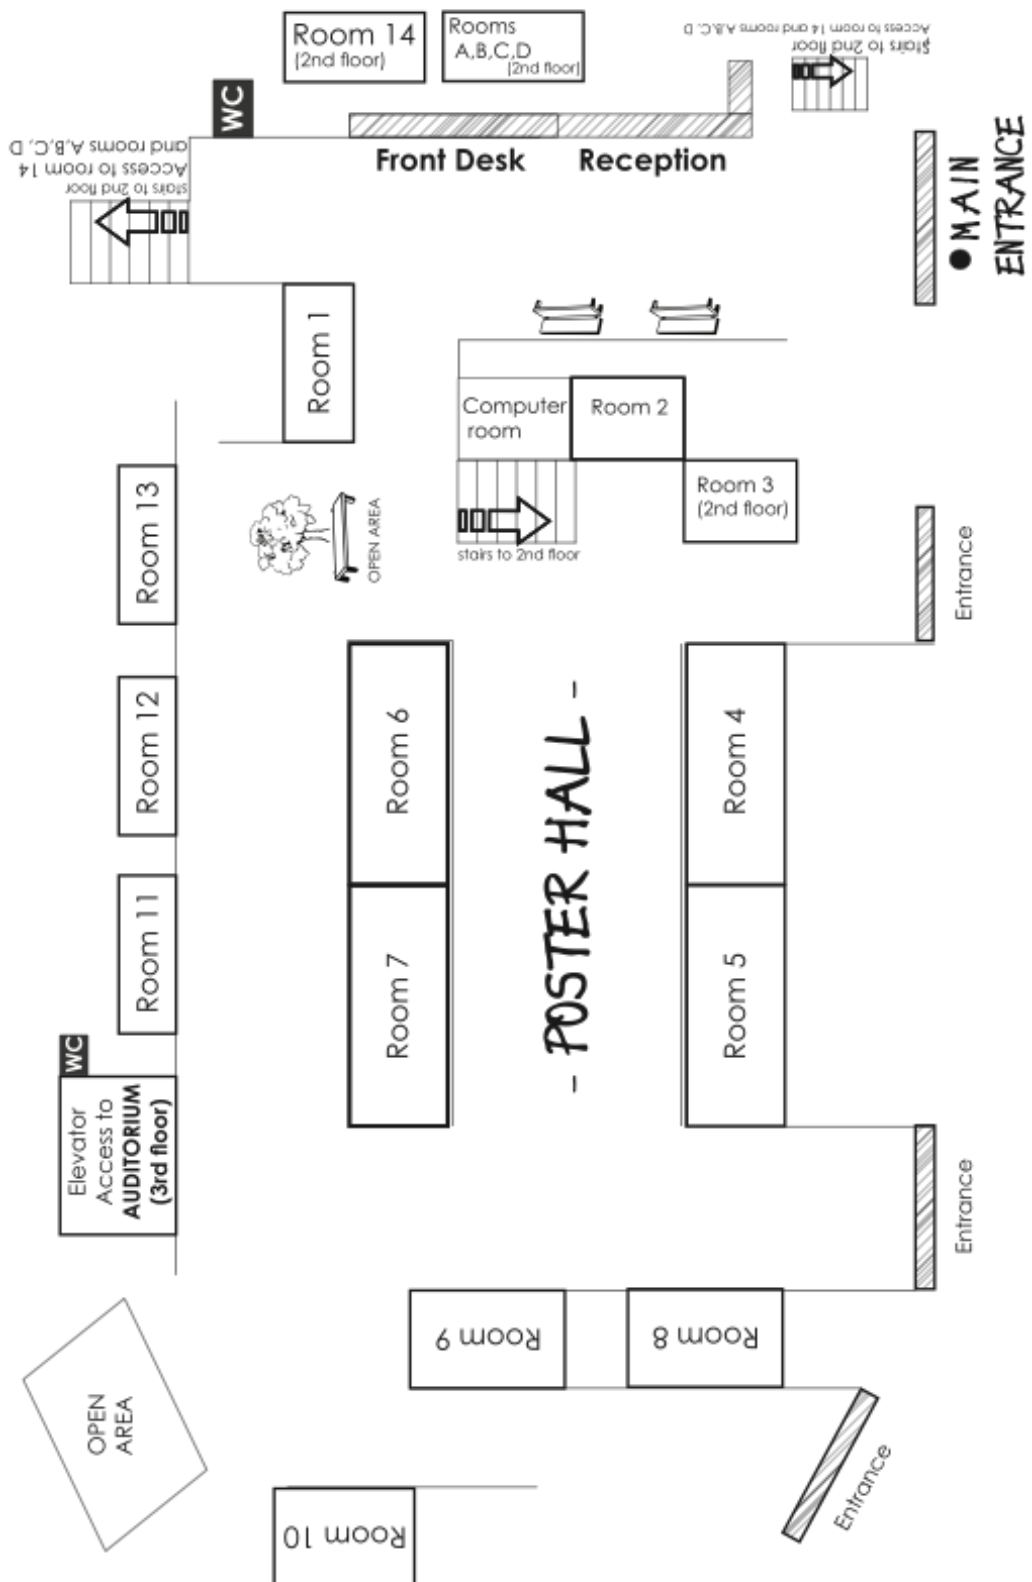 Room 14
(2nd floor)
Rooms
A,B,C,D
(2nd floor)
Stairs to 2nd floor
Access to room 14 and rooms A,B,C, D
WC
Front Desk
Reception
stairs to 2nd floor
Access to room 14
and rooms A,B,C, D
MAIN
ENTRANCE
Room 1
Computer
room
Room 2
Room 3
(2nd floor)
stairs to 2nd floor
OPEN AREA
Entrance
Room 13
Room 12
Room 11
Room 6
Room 7
- POSTER HALL -
Room 4
Room 5
WC
Elevator
Access to
AUDITORIUM
(3rd floor)
Entrance
Room 9
Room 8
OPEN
AREA
Room 10
Entrance